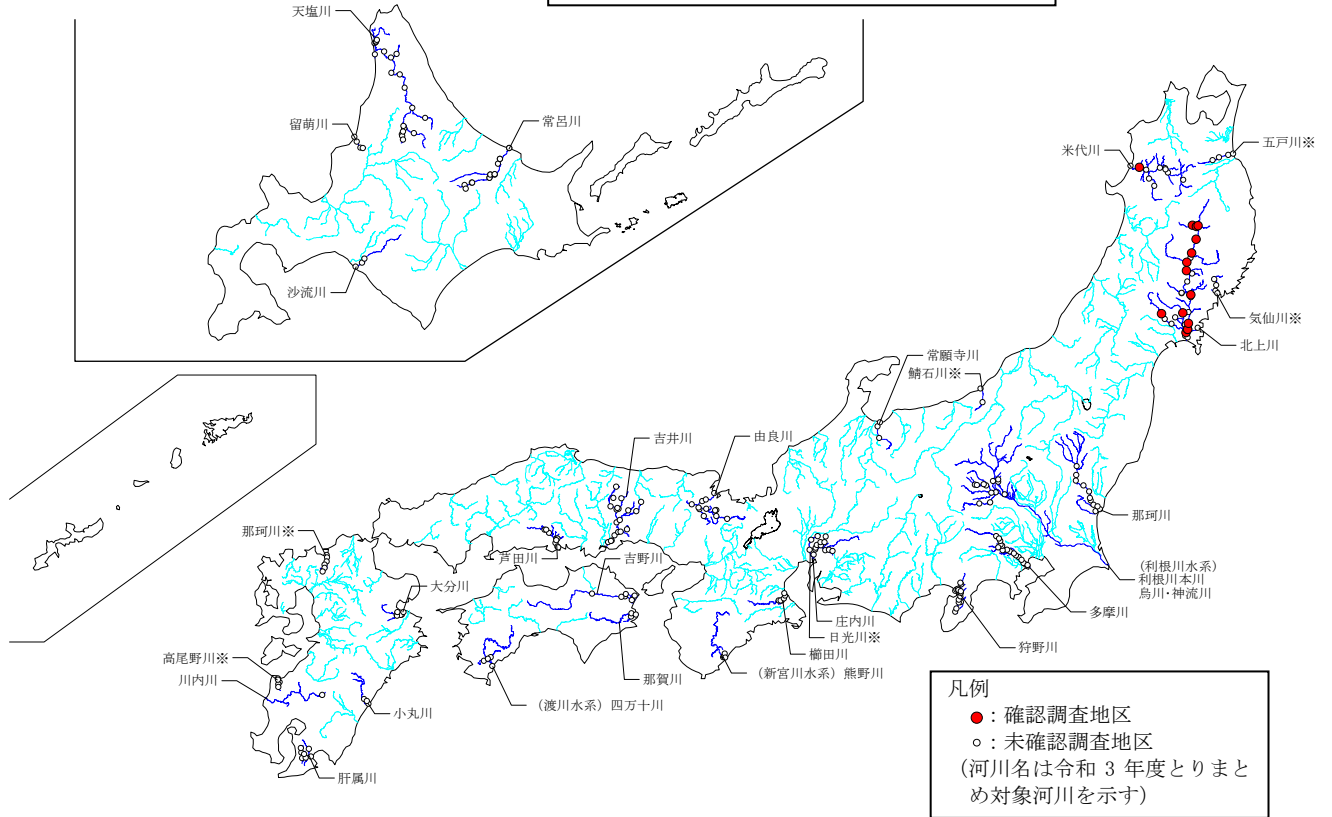 天塩川
留萌川
常呂川
沙流川
米代川
五戸川※
気仙川※
北上川
常願寺川
鯖石川※
吉井川
由良川
那珂川
(利根川水系)
利根川本川
烏川・神流川
多摩川
狩野川
庄内川
日光川※
櫛田川
(新宮川水系) 熊野川
那珂川※
芦田川
吉野川
大分川
那賀川
(渡川水系) 四万十川
高尾野川※
川内川
小丸川
肝属川
凡例
:確認調査地区
:未確認調査地区
(河川名は令和 3 年度とりまと
め対象河川を示す)